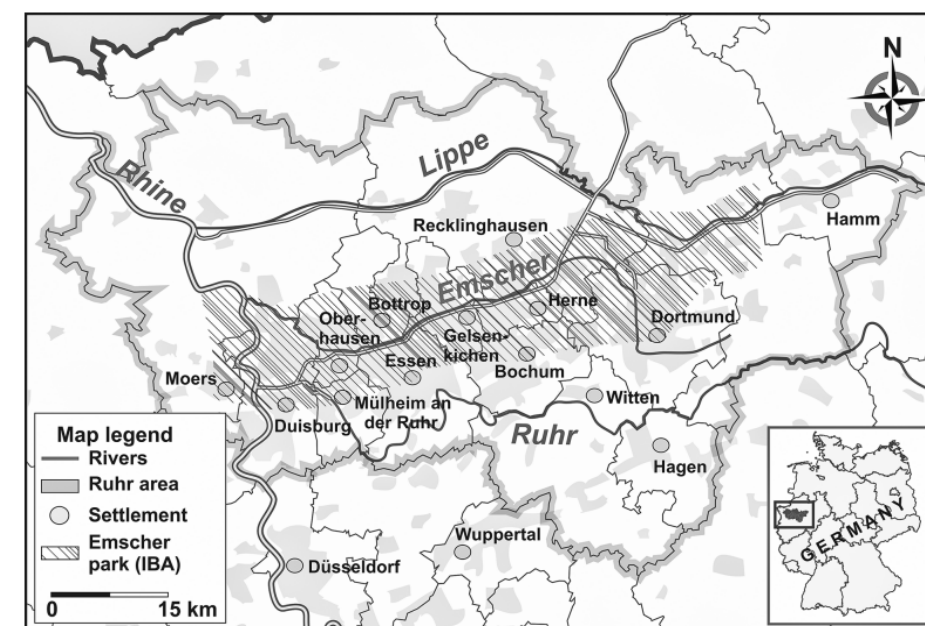 N
Rhine
Lippe
Hamm
Recklinghausen
Emscher
Bottrop
Ober-
hausen
Herne
Gelsen-
kichen
Dortmund
Essen
Bochum
Moers
Mülheim an
der Ruhr
Duisburg
Witten
Ruhr
Hagen
Wuppertal
Düsseldorf
Map legend
Rivers
Ruhr area
Settlement
Emscher
park (IBA)
0 15 km
GERMANY